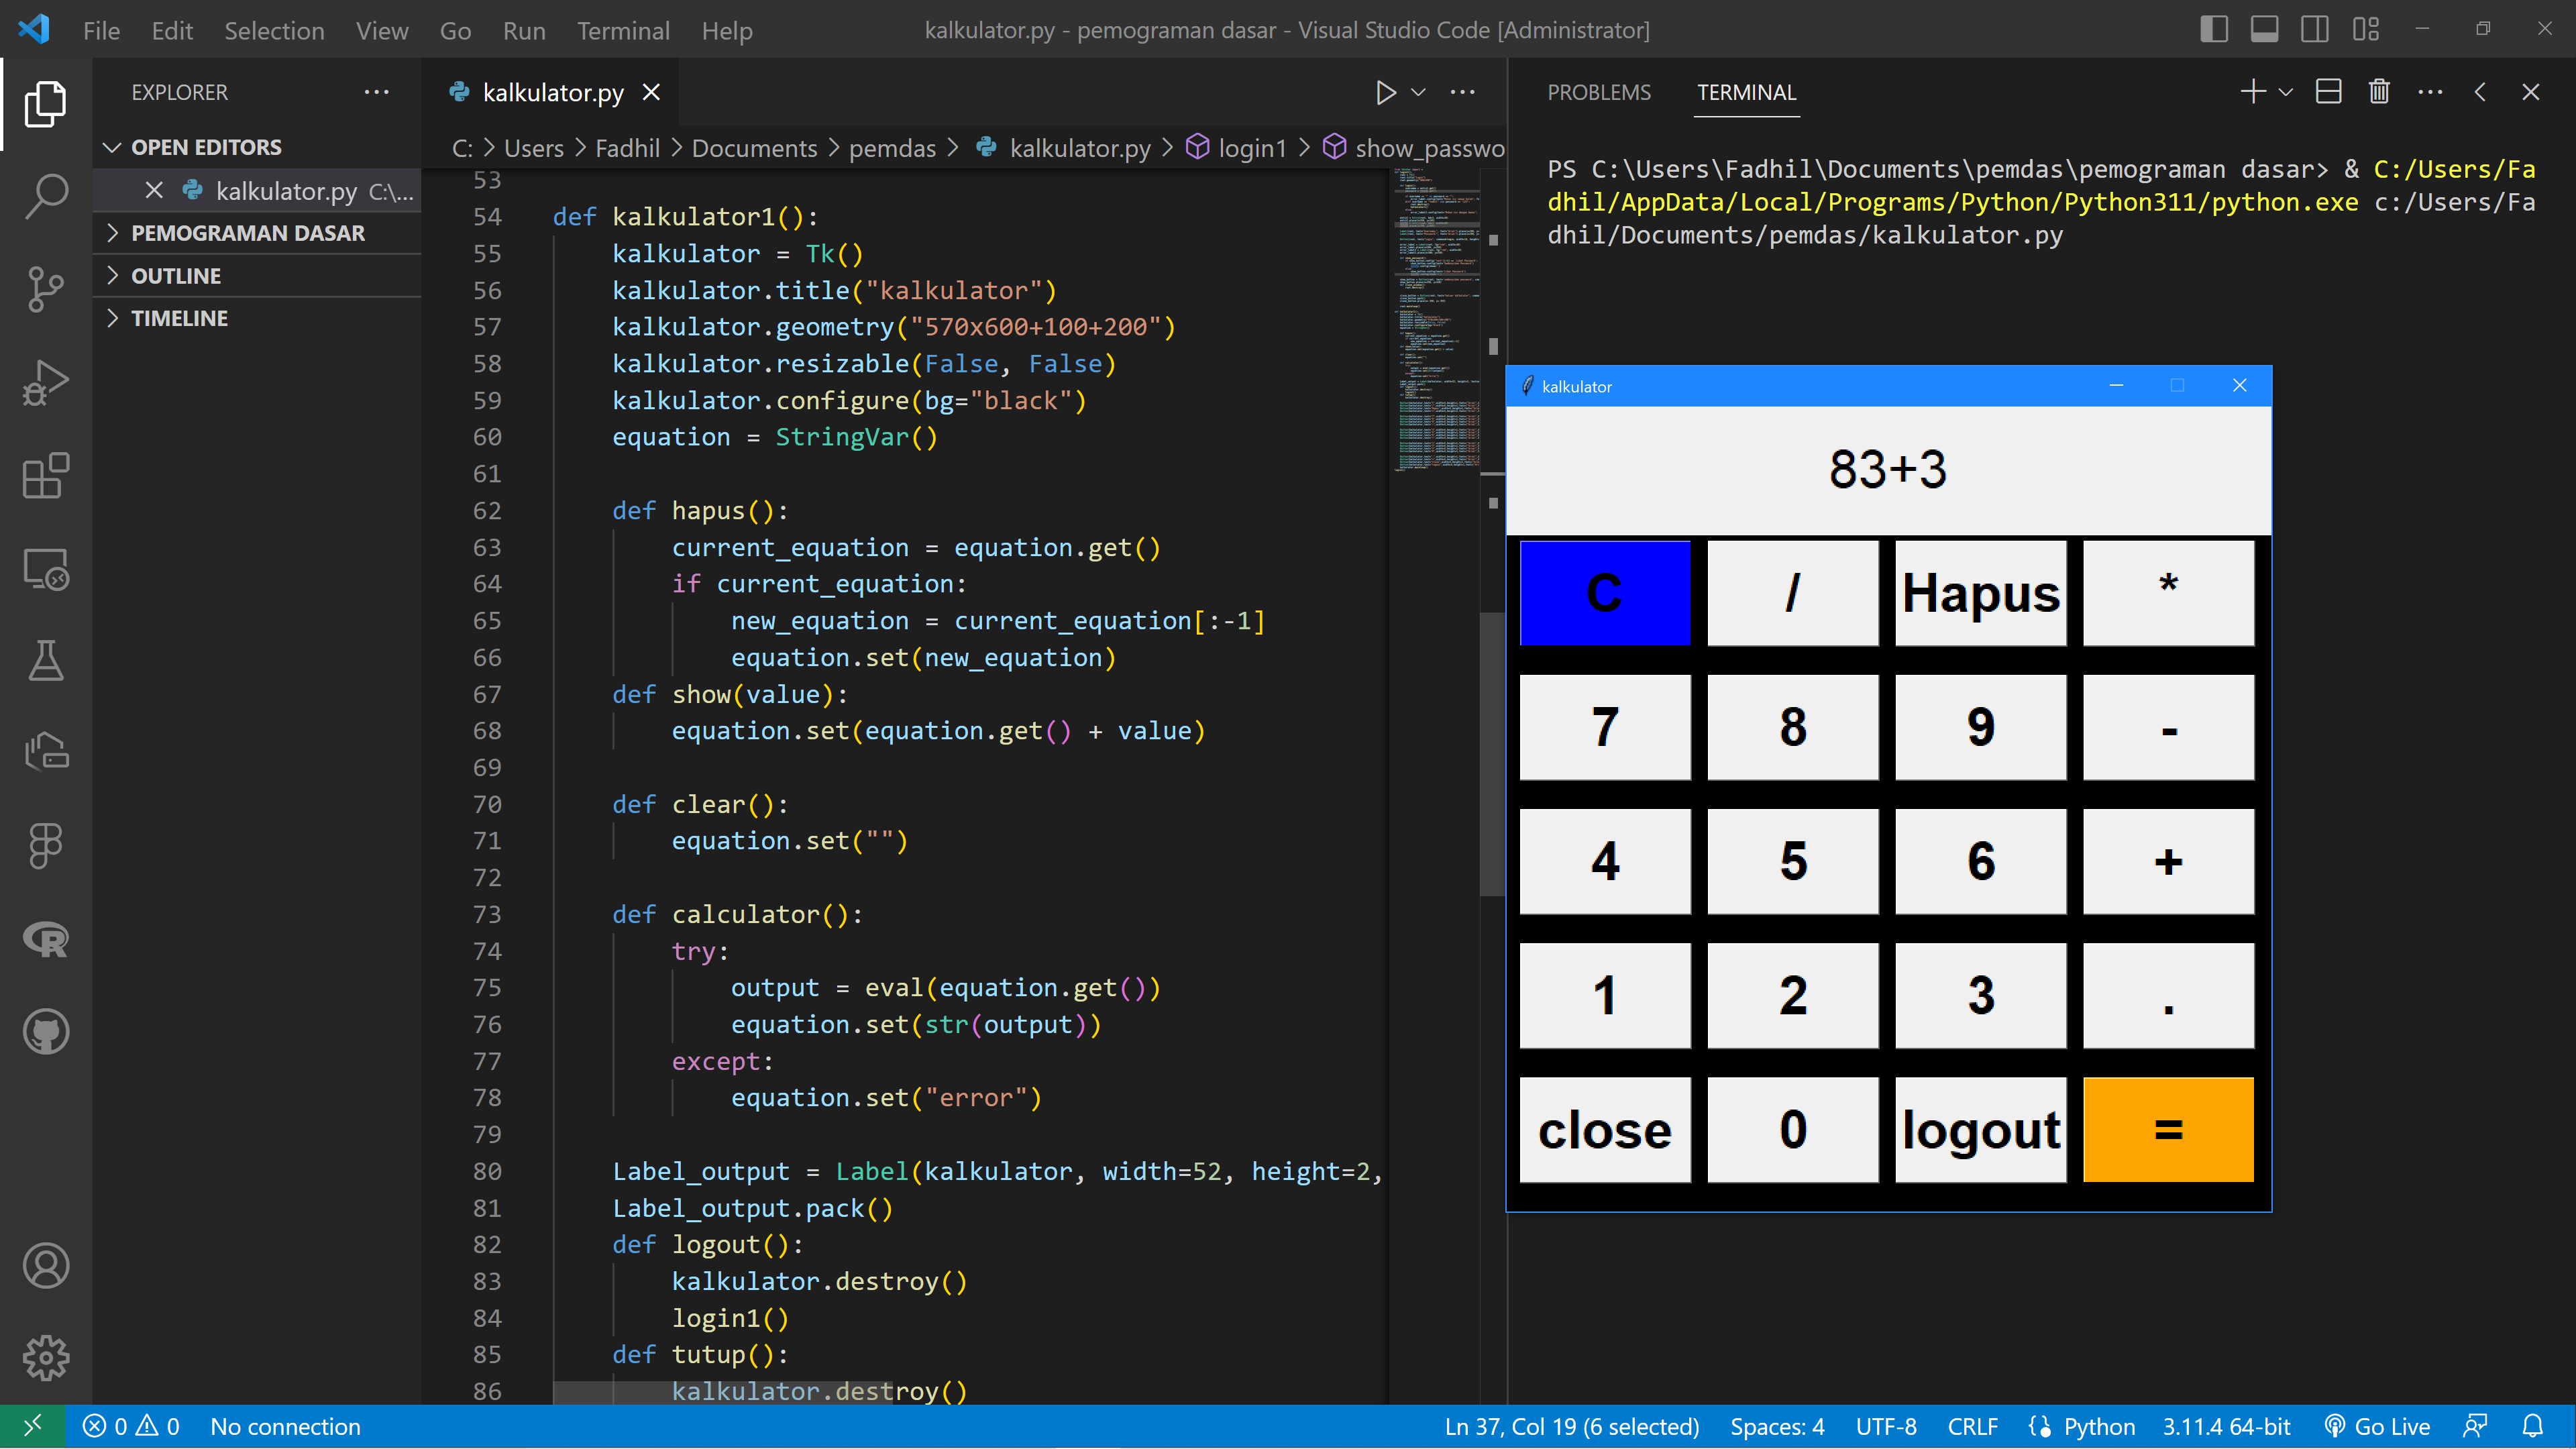 File Edit Selection View Go Run Terminal Help
kalkulator.py - pemograman dasar - Visual Studio Code [Administrator]
EXPLORER
OPEN EDITORS
kalkulator.py C:\...
PEMOGRAMAN DASAR
OUTLINE
TIMELINE
kalkulator.py
C: > Users > Fadhil > Documents > pemdas > kalkulator.py > login1 > show_passwo
53
54 def kalkulator1():
55 kalkulator = Tk()
56 kalkulator.title("kalkulator")
57 kalkulator.geometry("570x600+100+200")
58 kalkulator.resizable(False, False)
59 kalkulator.configure(bg="black")
60 equation = StringVar()
61
62 def hapus():
63 current_equation = equation.get()
64 if current_equation:
65 new_equation = current_equation[:-1]
66 equation.set(new_equation)
67 def show(value):
68 equation.set(equation.get() + value)
69
70 def clear():
71 equation.set("")
72
73 def calculator():
74 try:
75 output = eval(equation.get())
76 equation.set(str(output))
77 except:
78 equation.set("error")
79
80 Label_output = Label(kalkulator, width=52, height=2,
81 Label_output.pack()
82 def logout():
83 kalkulator.destroy()
84 login1()
85 def tutup():
86 kalkulator.destroy()
PROBLEMS TERMINAL
PS C:\Users\Fadhil\Documents\pemdas\pemograman dasar> & C:/Users/Fa
dhil/AppData/Local/Programs/Python/Python311/python.exe c:/Users/Fa
dhil/Documents/pemdas/kalkulator.py
kalkulator
83+3
C / Hapus *
7 8 9 -
4 5 6 +
1 2 3 .
close 0 logout =
0 0 No connection
Ln 37, Col 19 (6 selected) Spaces: 4 UTF-8 CRLF Python 3.11.4 64-bit Go Live